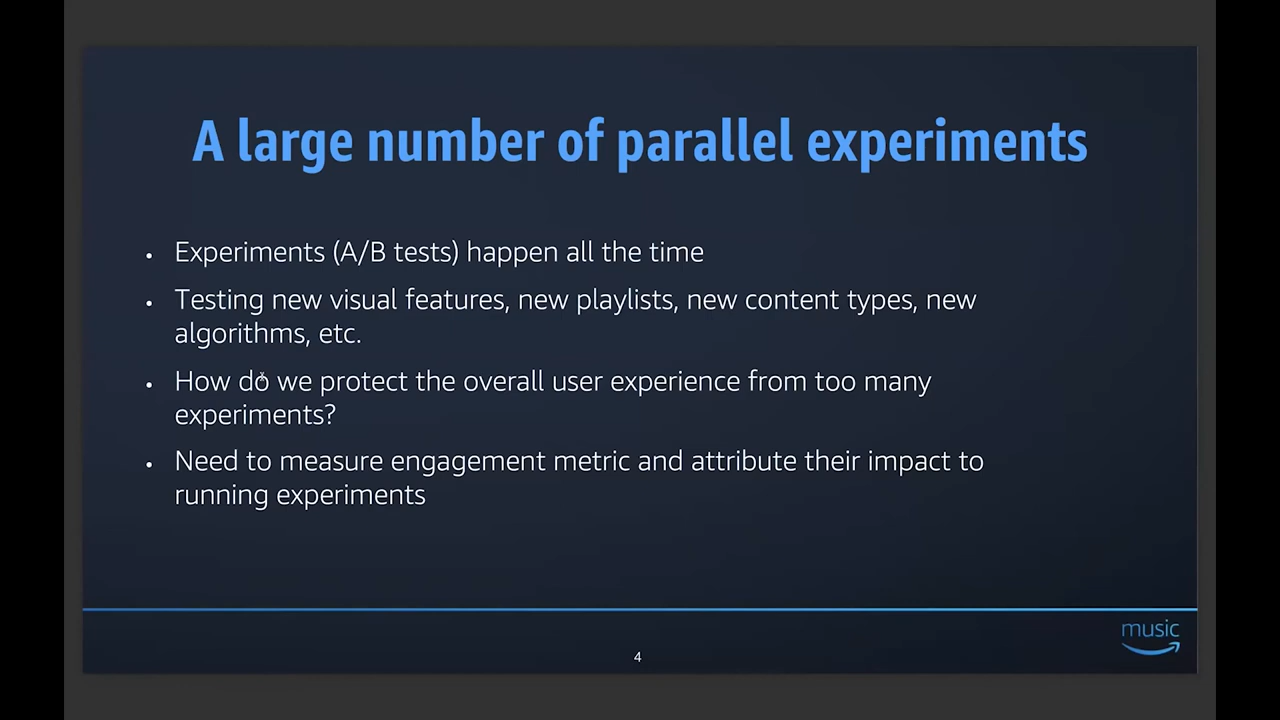 A large number of parallel experiments
• Experiments (A/B tests) happen all the time
• Testing new visual features, new playlists, new content types, new
algorithms, etc.
• How do we protect the overall user experience from too many
experiments?
• Need to measure engagement metric and attribute their impact to
running experiments
music
4